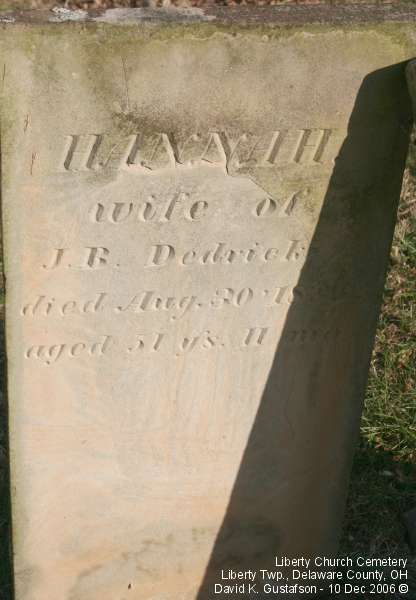 HANNAH
wife of
J.R. Dedrick
died Aug. 30
aged 51 y's. 11 mo
Liberty Church Cemetery
Liberty Twp., Delaware County, OH
David K. Gustafson - 10 Dec 2006 ©